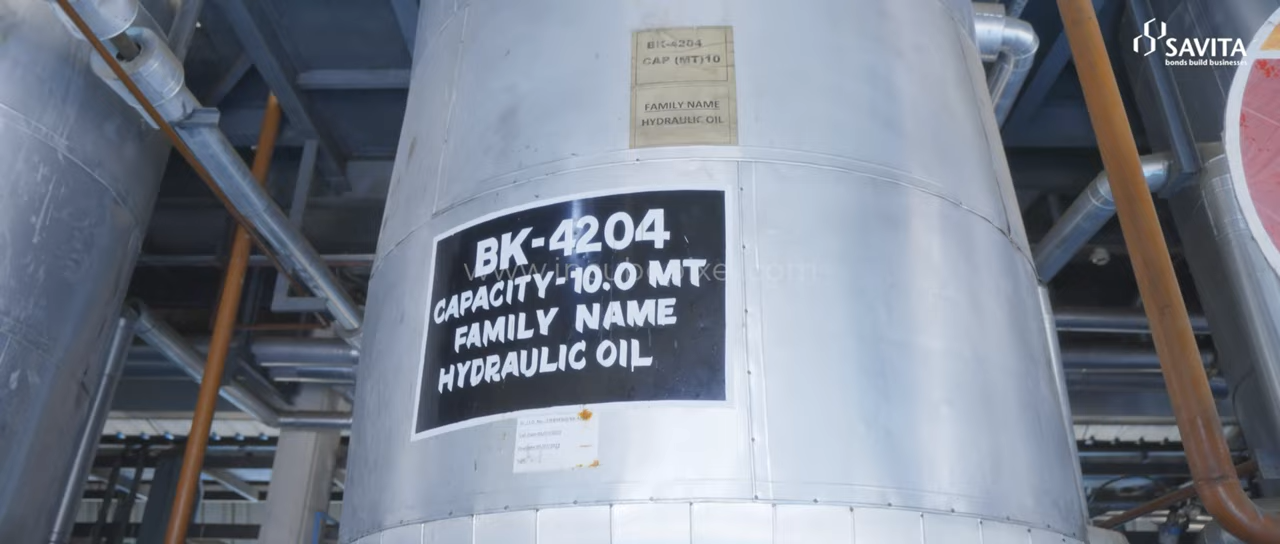 SAVITA
bonds build businesses
BK-4204
CAP (MT)10
FAMILY NAME
HYDRAULIC OIL
BK-4204
CAPACITY-10.0 MT
FAMILY NAME
HYDRAULIC OIL